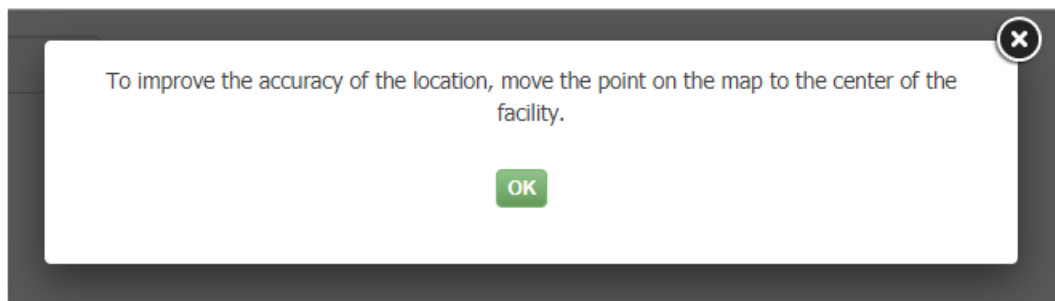 To improve the accuracy of the location, move the point on the map to the center of the
facility.
OK